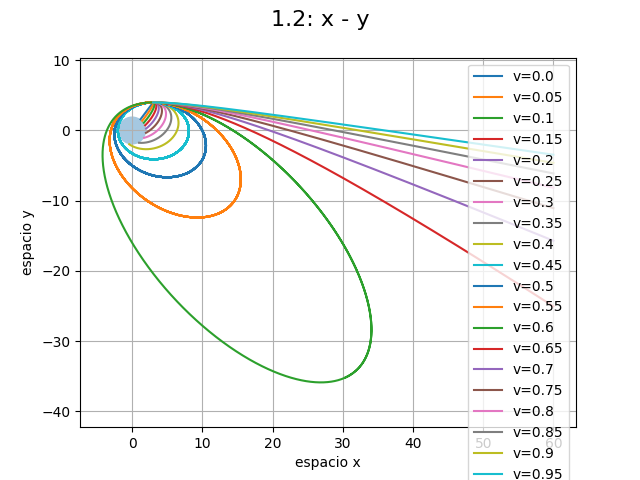 1.2: x - y
10
0
−10
−20
−30
−40
espacio y
0
10
20
30
40
50
60
espacio x
v=0.0
v=0.05
v=0.1
v=0.15
v=0.2
v=0.25
v=0.3
v=0.35
v=0.4
v=0.45
v=0.5
v=0.55
v=0.6
v=0.65
v=0.7
v=0.75
v=0.8
v=0.85
v=0.9
v=0.95